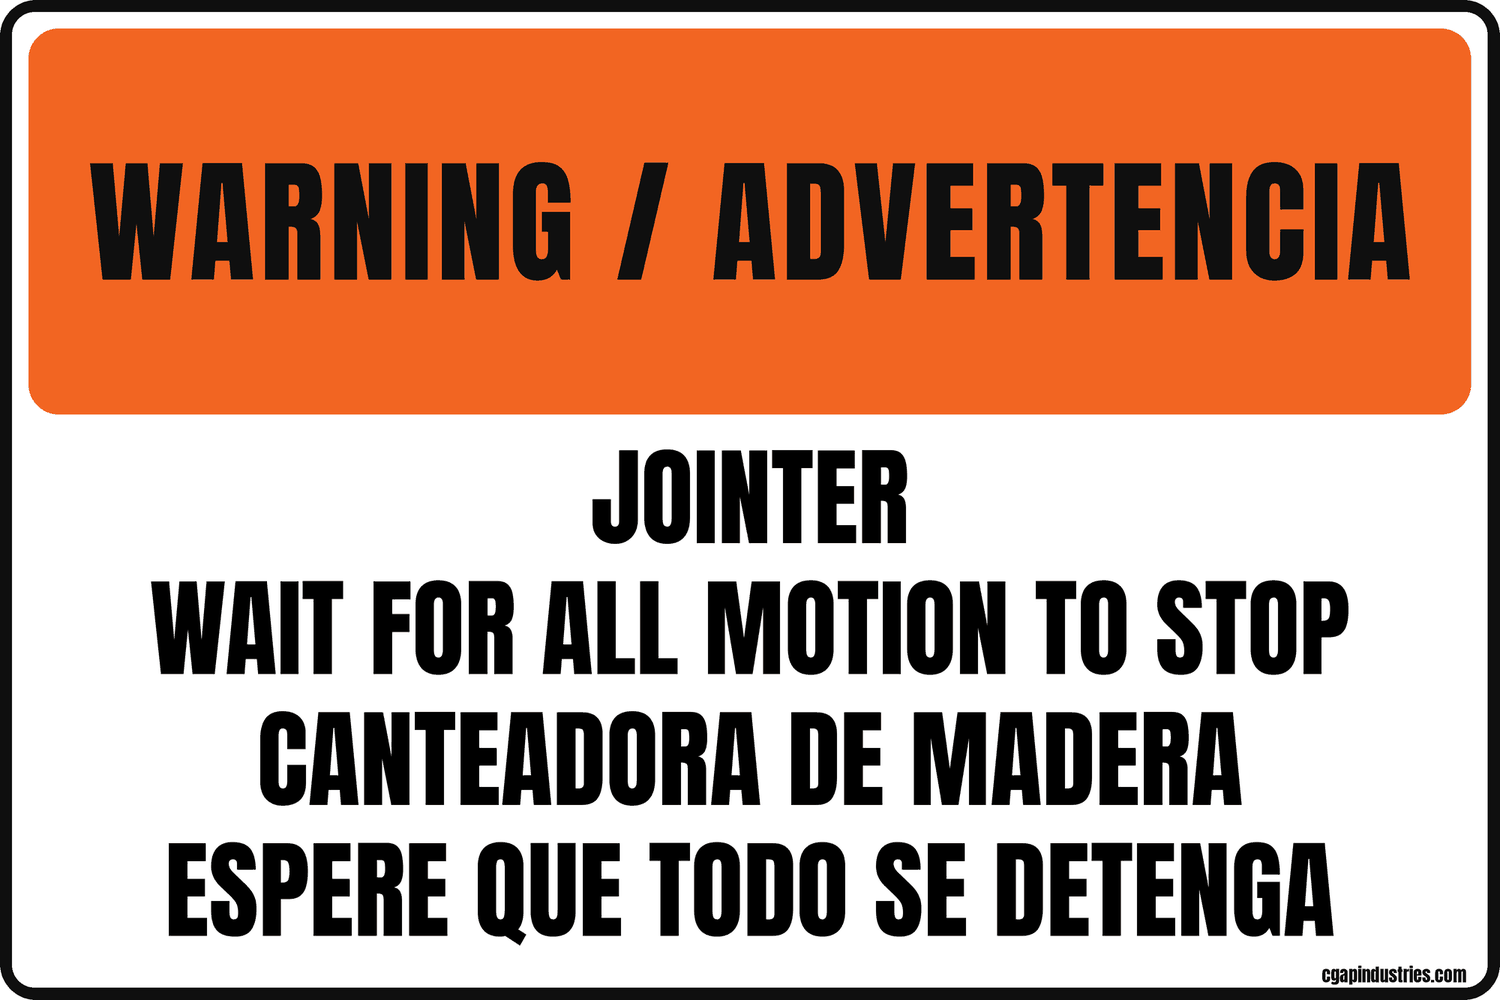 WARNING / ADVERTENCIA
JOINTER
WAIT FOR ALL MOTION TO STOP
CANTEADORA DE MADERA
ESPERE QUE TODO SE DETENGA
cgapindustries.com